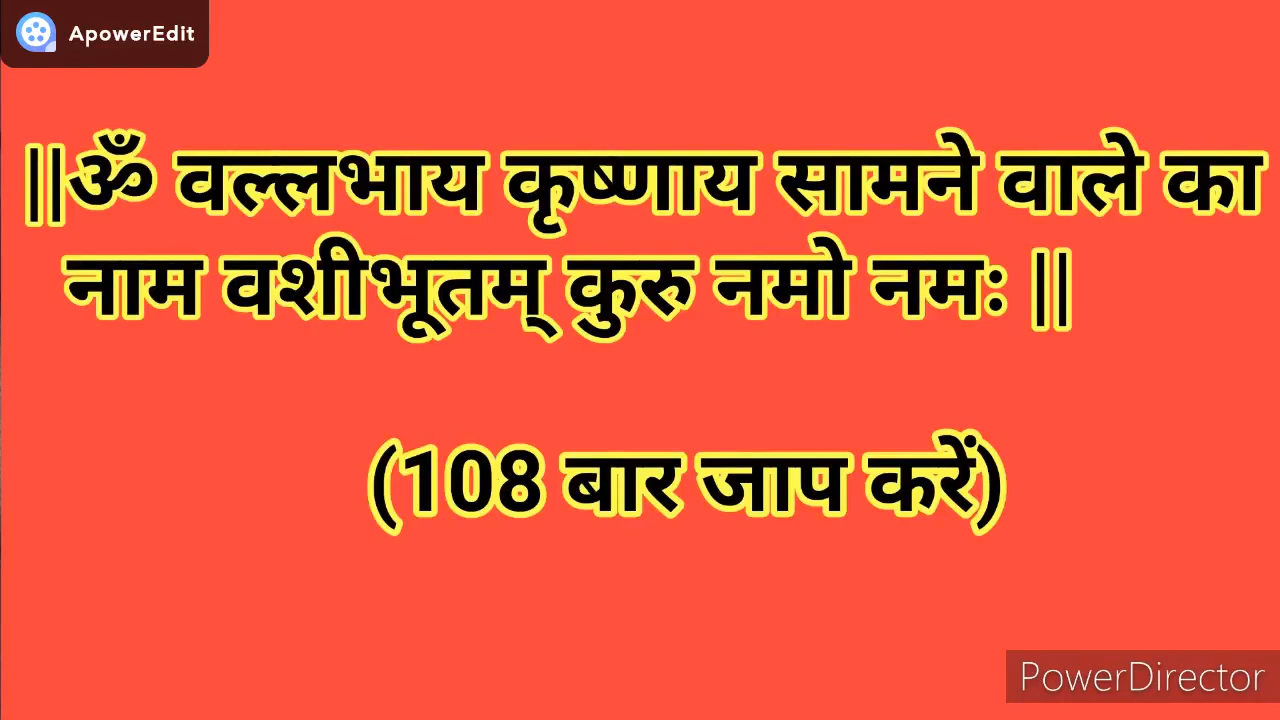 ApowerEdit
||ॐ वल्लभाय कृष्णाय सामने वाले का
नाम वशीभूतम् कुरु नमो नमः ||
(108 बार जाप करें)
PowerDirector